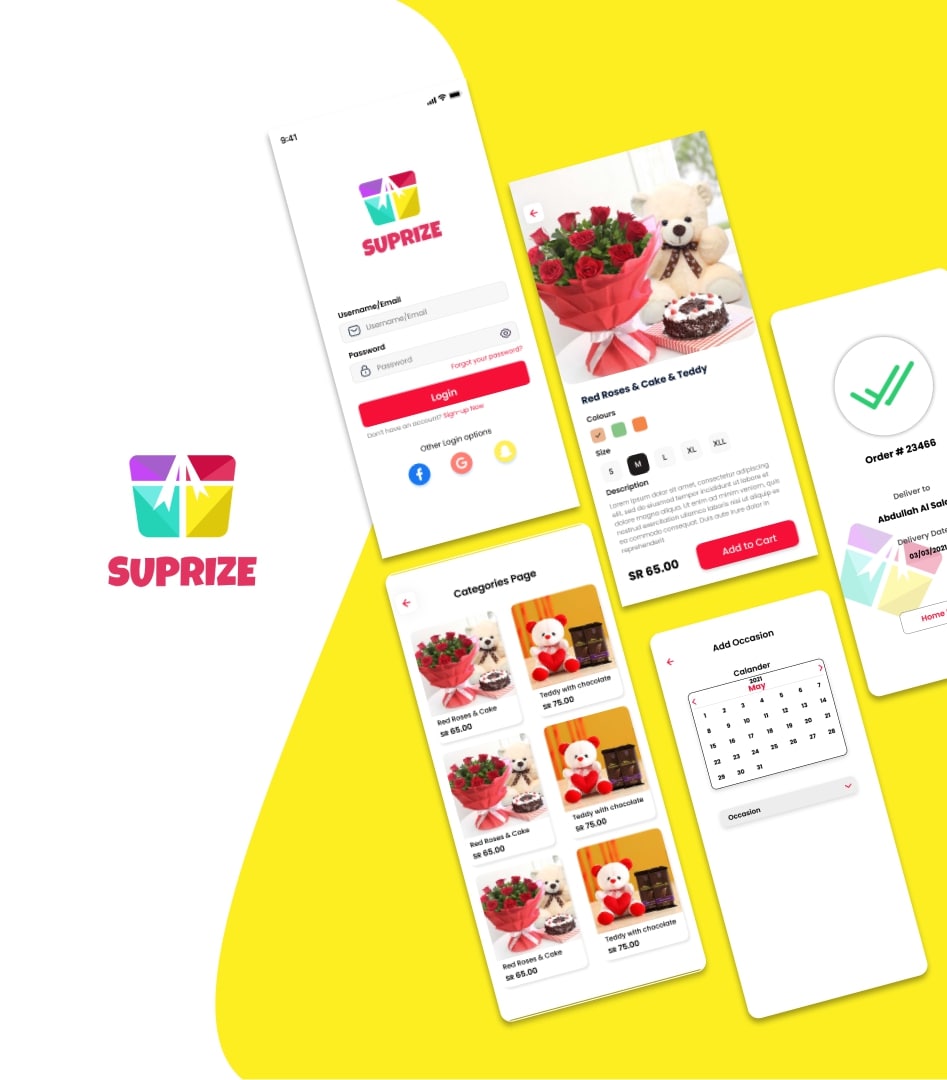 SUPRIZE
9:41
SUPRIZE
Username/Email
Username/Email
Password
Password
Forgot your password?
Login
Don't have an account? Sign-up Now
Other Login options
f
G
Red Roses & Cake & Teddy
Colours
Size
S M L XL XLL
Description
Lorem ipsum dolor sit amet, consectetur adipiscing
elit, sed do eiusmod tempor incididunt ut labore et
dolore magna aliqua. Ut enim ad minim veniam, quis
nostrud exercitation ullamco laboris nisi ut aliquip ex
ea commodo consequat. Duis aute irure dolor in
reprehenderit
SR 65.00
Add to Cart
Order # 23466
Deliver to
Abdullah Al Sale
Delivery Date
03/03/2021
Home
Categories Page
Red Roses & Cake
SR 65.00
Teddy with chocolate
SR 75.00
Red Roses & Cake
SR 65.00
Teddy with chocolate
SR 75.00
Red Roses & Cake
SR 65.00
Teddy with chocolate
SR 75.00
Add Occasion
Calander
2021
May
1 2 3 4 5 6 7
8 9 10 11 12 13 14
15 16 17 18 19 20 21
22 23 24 25 26 27 28
29 30 31
Occasion